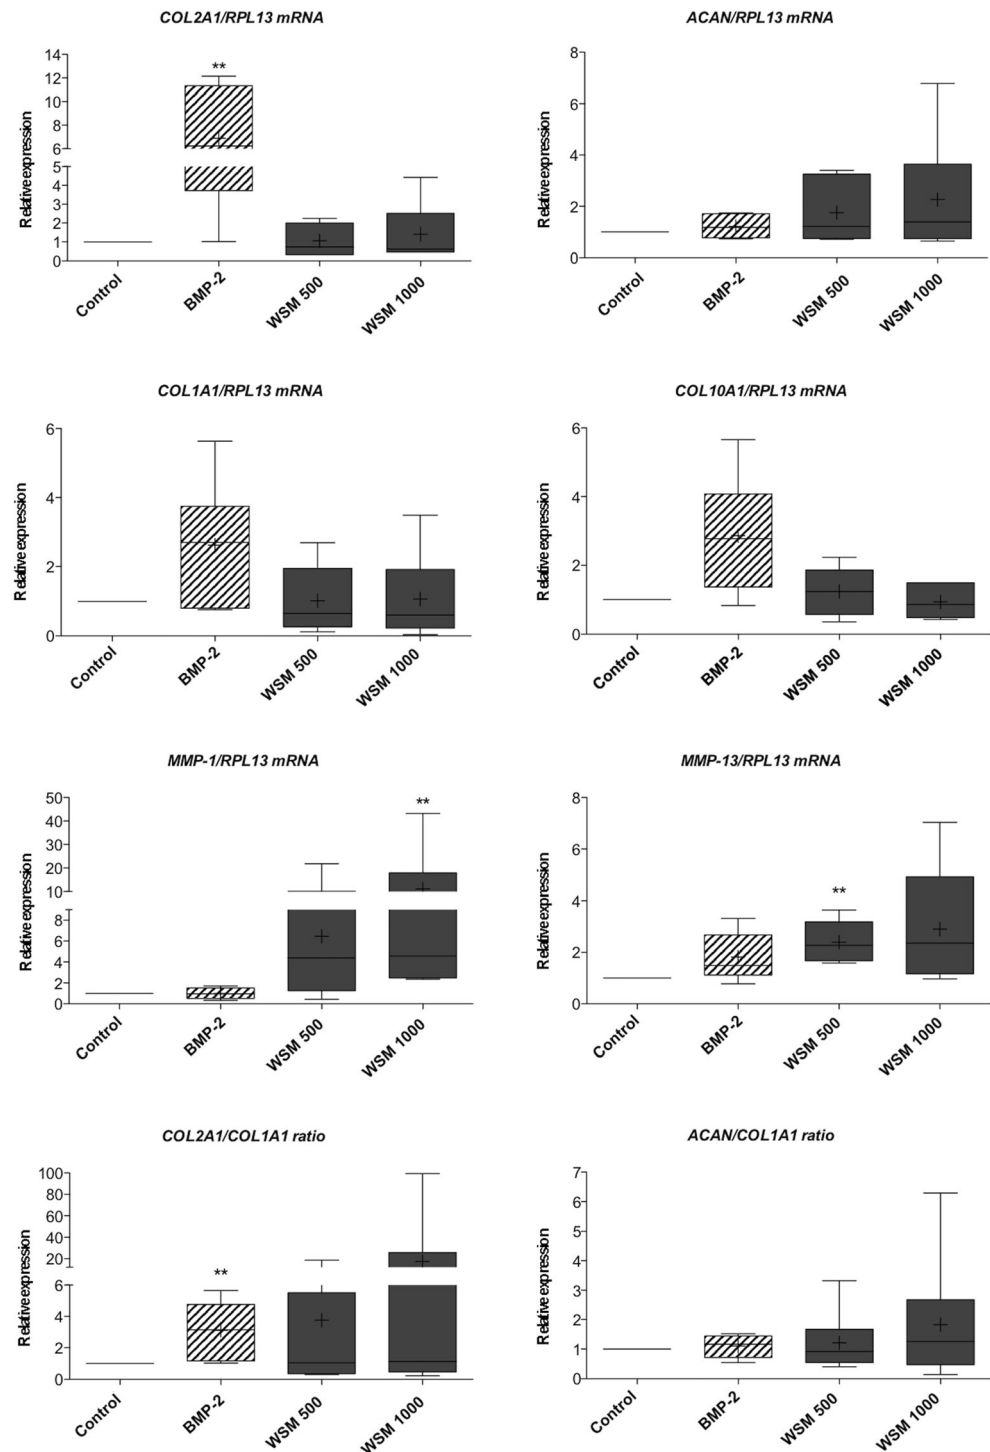 COL2A1/RPL13 mRNA
Relative expression
14
12
10
8
6
5
4
3
2
1
0
**
Control
BMP-2
WSM 500
WSM 1000
ACAN/RPL13 mRNA
Relative expression
8
6
4
2
0
Control
BMP-2
WSM 500
WSM 1000
COL1A1/RPL13 mRNA
Relative expression
6
4
2
0
Control
BMP-2
WSM 500
WSM 1000
COL10A1/RPL13 mRNA
Relative expression
6
4
2
0
Control
BMP-2
WSM 500
WSM 1000
MMP-1/RPL13 mRNA
Relative expression
50
40
30
20
10
8
6
4
2
0
**
Control
BMP-2
WSM 500
WSM 1000
MMP-13/RPL13 mRNA
Relative expression
8
6
4
2
0
**
Control
BMP-2
WSM 500
WSM 1000
COL2A1/COL1A1 ratio
Relative expression
100
80
60
40
20
6
4
2
0
**
Control
BMP-2
WSM 500
WSM 1000
ACAN/COL1A1 ratio
Relative expression
7
6
5
4
3
2
1
0
Control
BMP-2
WSM 500
WSM 1000